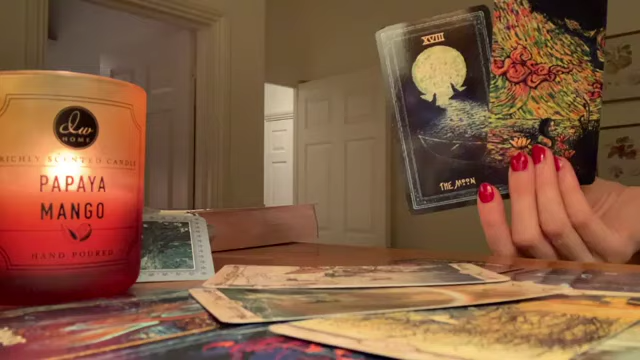 dw
HOME
RICHLY SCENTED CANDLE
PAPAYA
MANGO
HAND POURED
XVIII
THE MOON